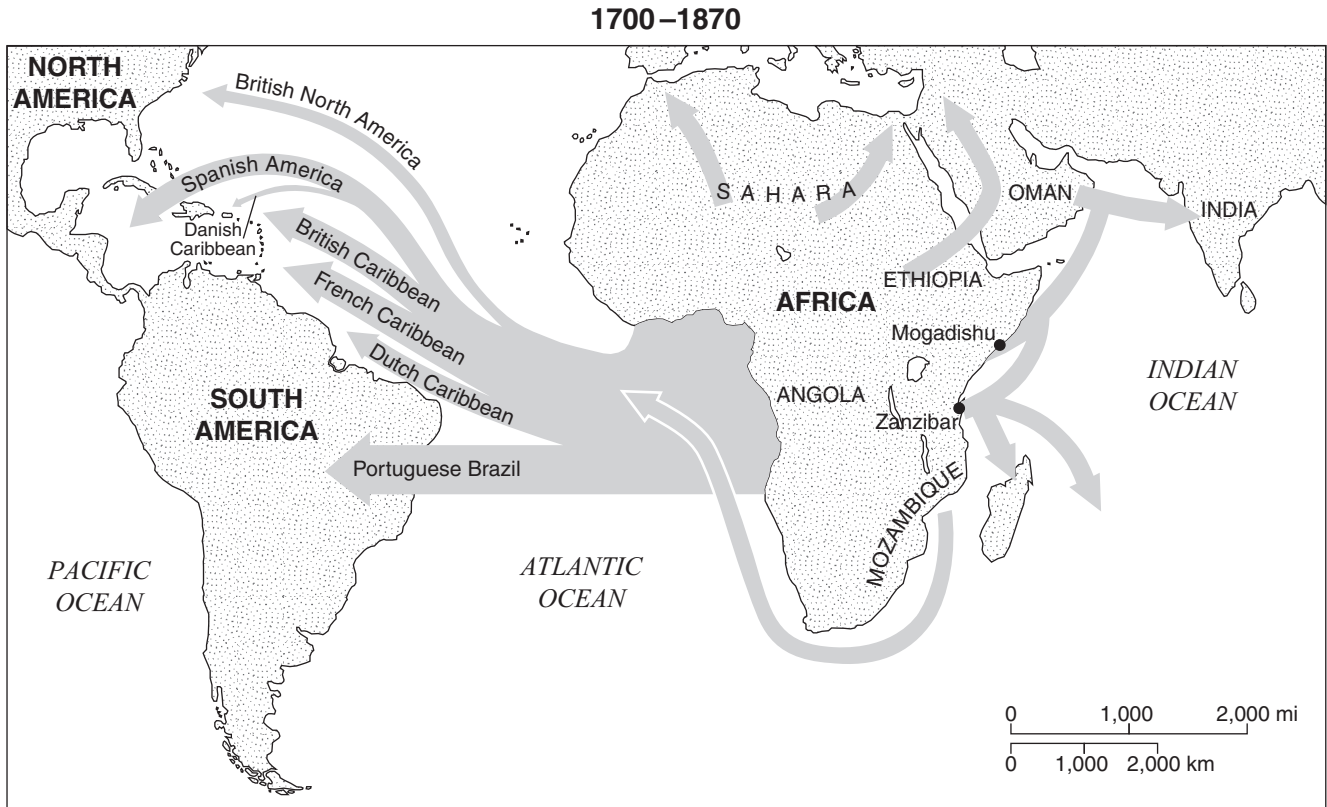 1700–1870
NORTH
AMERICA
British North America
Spanish America
Danish
Caribbean
British Caribbean
French Caribbean
Dutch Caribbean
Portuguese Brazil
SOUTH
AMERICA
SAHARA
OMAN
INDIA
ETHIOPIA
AFRICA
Mogadishu
ANGOLA
Zanzibar
MOZAMBIQUE
INDIAN
OCEAN
PACIFIC
OCEAN
ATLANTIC
OCEAN
0 1,000 2,000 mi
0 1,000 2,000 km